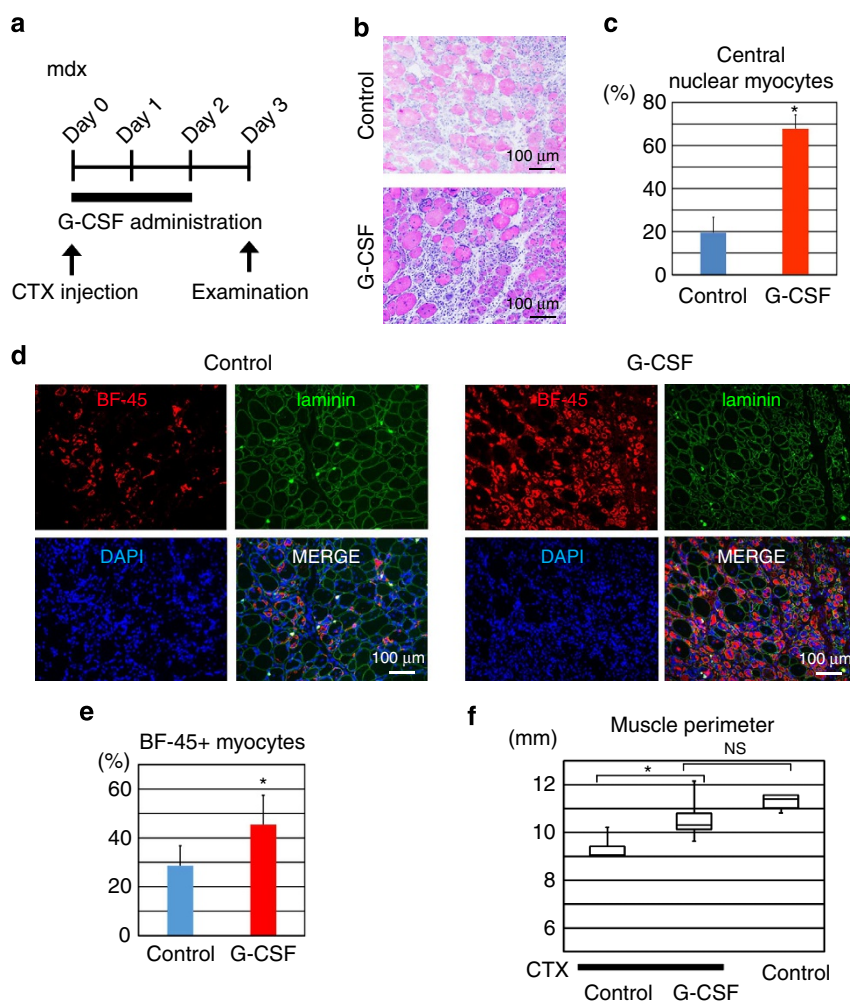 a
mdx
Day 0
Day 1
Day 2
Day 3
G-CSF administration
CTX injection
Examination
b
Control
100 μm
G-CSF
100 μm
c
Central
nuclear myocytes
(%)
80
60
40
20
0
*
Control
G-CSF
d
Control
G-CSF
BF-45
laminin
BF-45
laminin
DAPI
MERGE
DAPI
MERGE
100 μm
100 μm
e
BF-45+ myocytes
(%)
60
40
20
0
*
Control
G-CSF
f
Muscle perimeter
(mm)
NS
*
12
10
8
6
CTX
Control
G-CSF
Control